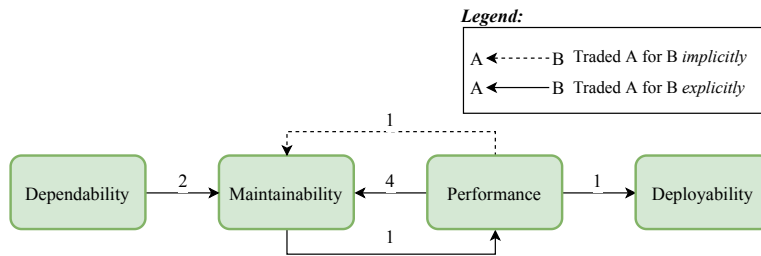 Legend:
A B Traded A for B implicitly
A B Traded A for B explicitly
1
Dependability 2 Maintainability 4 Performance 1 Deployability
1